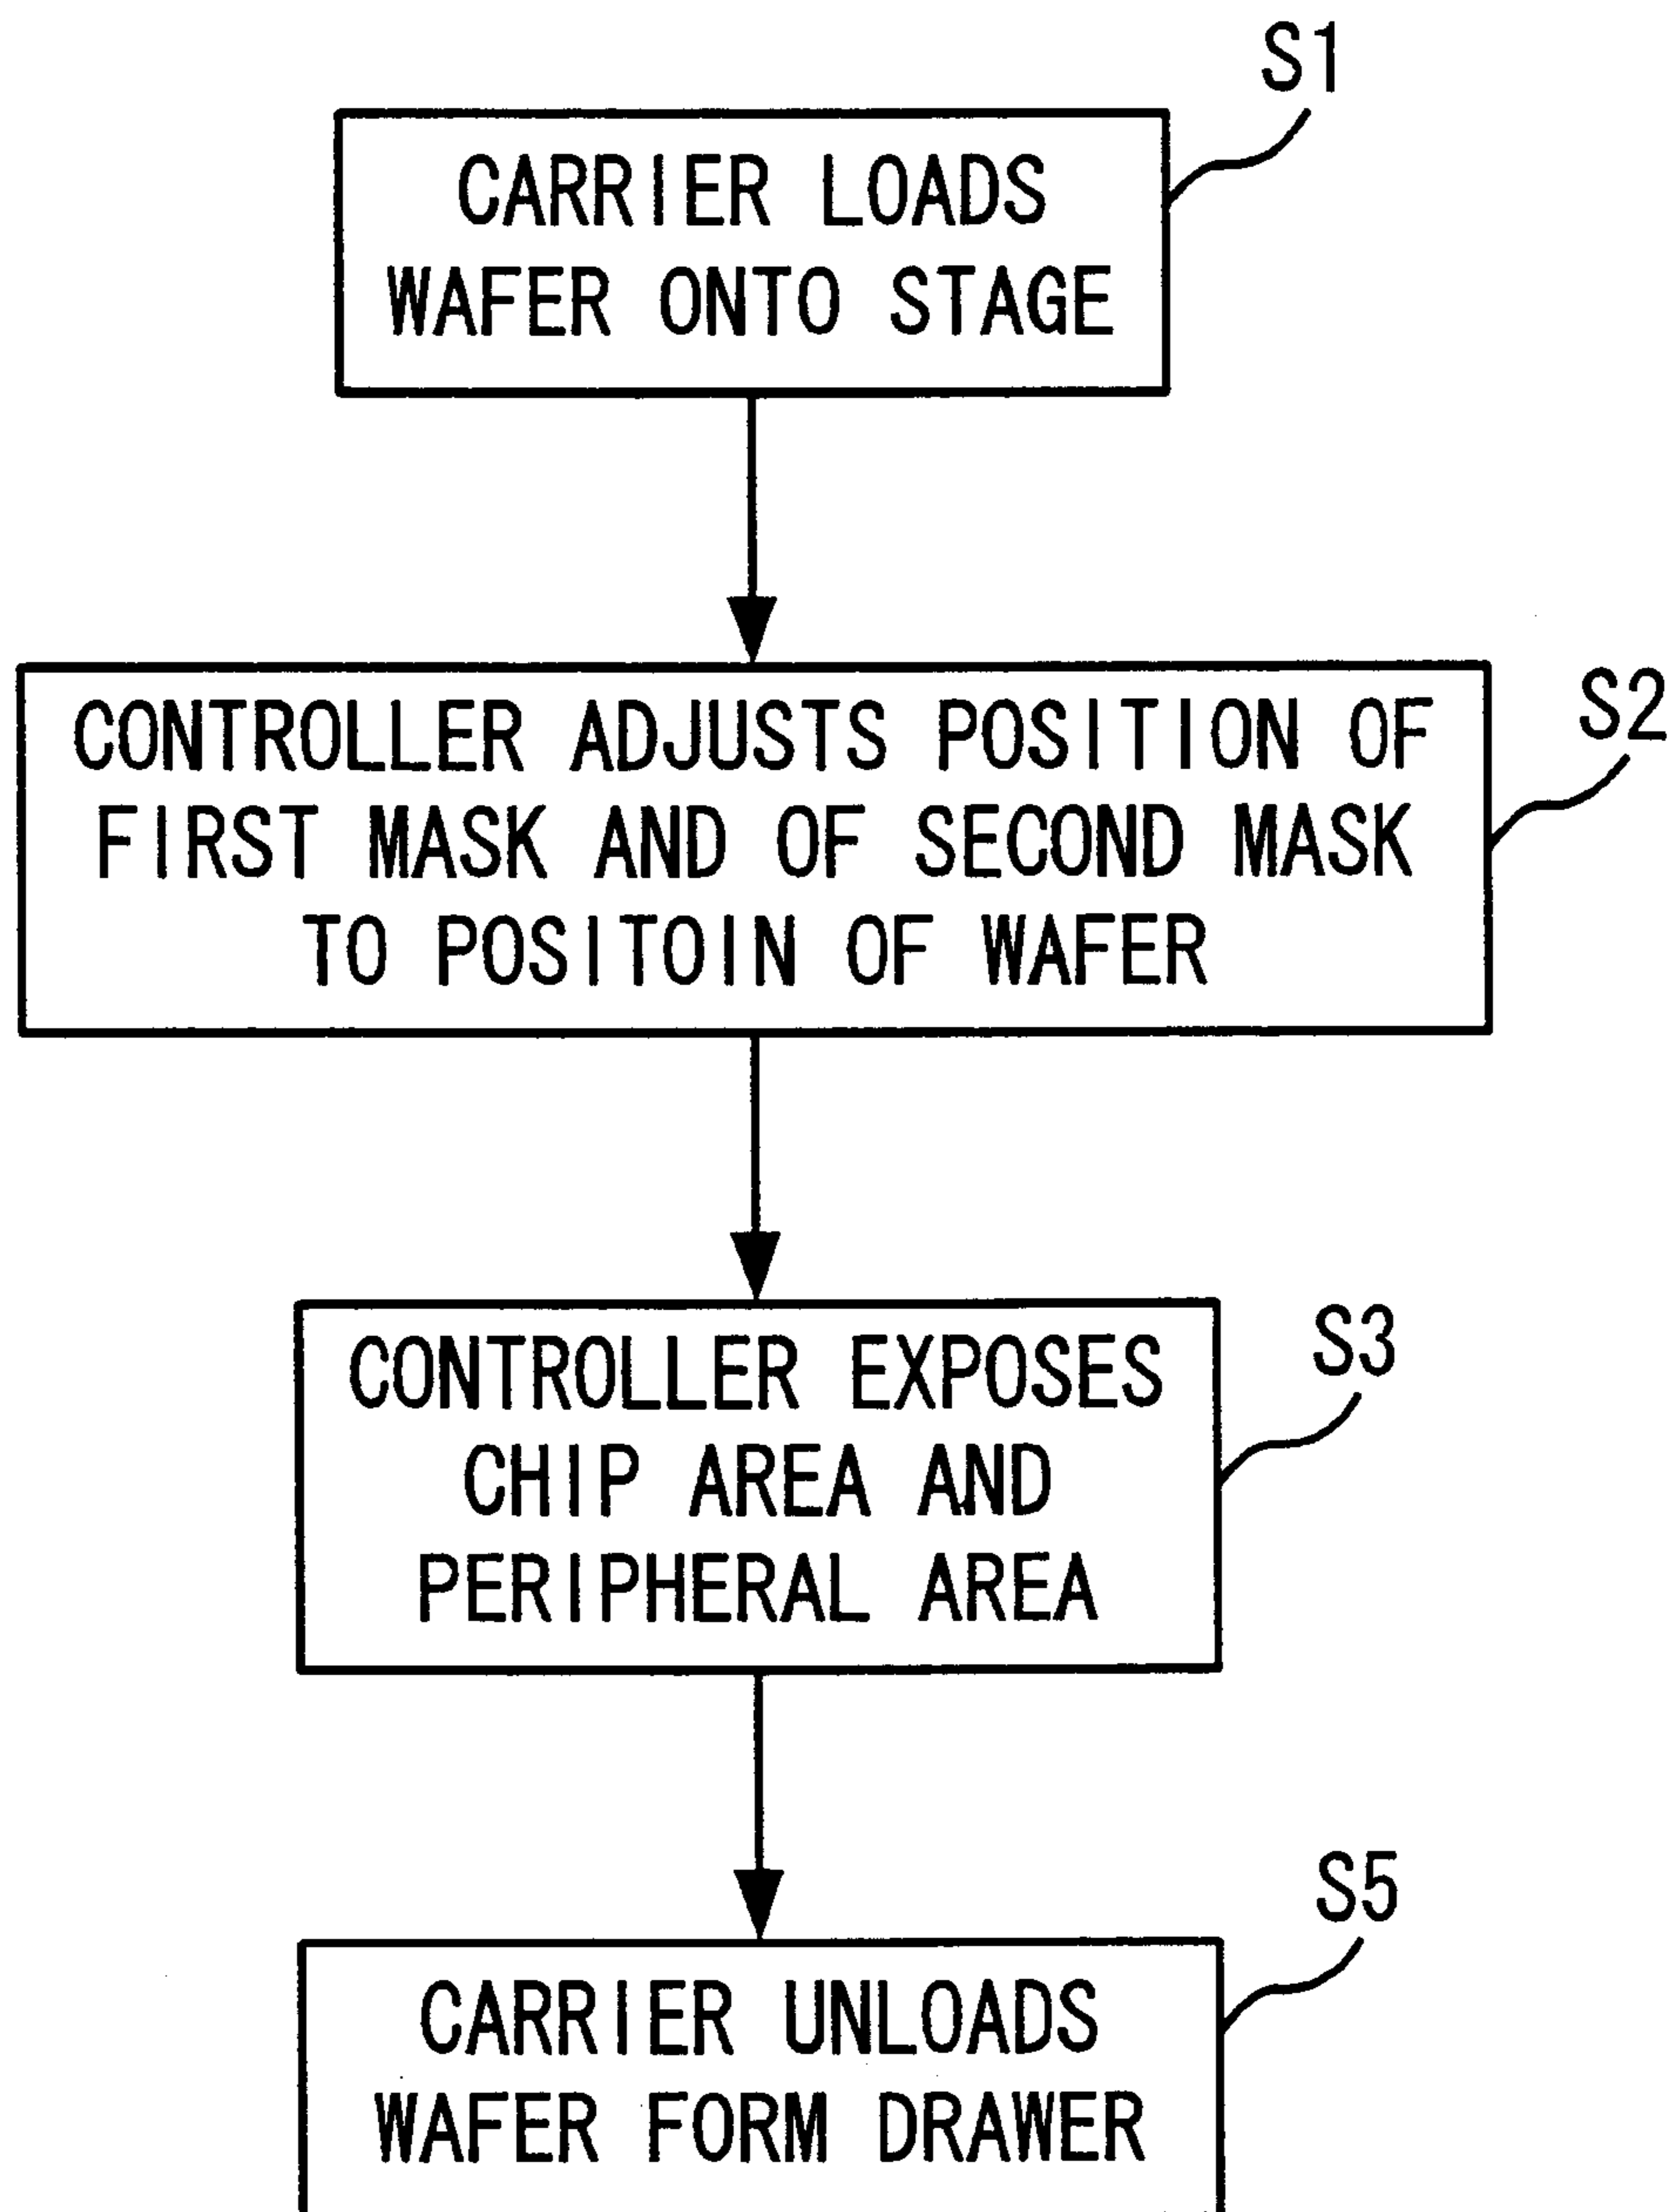 S1
CARRIER LOADS
WAFER ONTO STAGE
S2
CONTROLLER ADJUSTS POSITION OF
FIRST MASK AND OF SECOND MASK
TO POSITOIN OF WAFER
S3
CONTROLLER EXPOSES
CHIP AREA AND
PERIPHERAL AREA
S5
CARRIER UNLOADS
WAFER FORM DRAWER